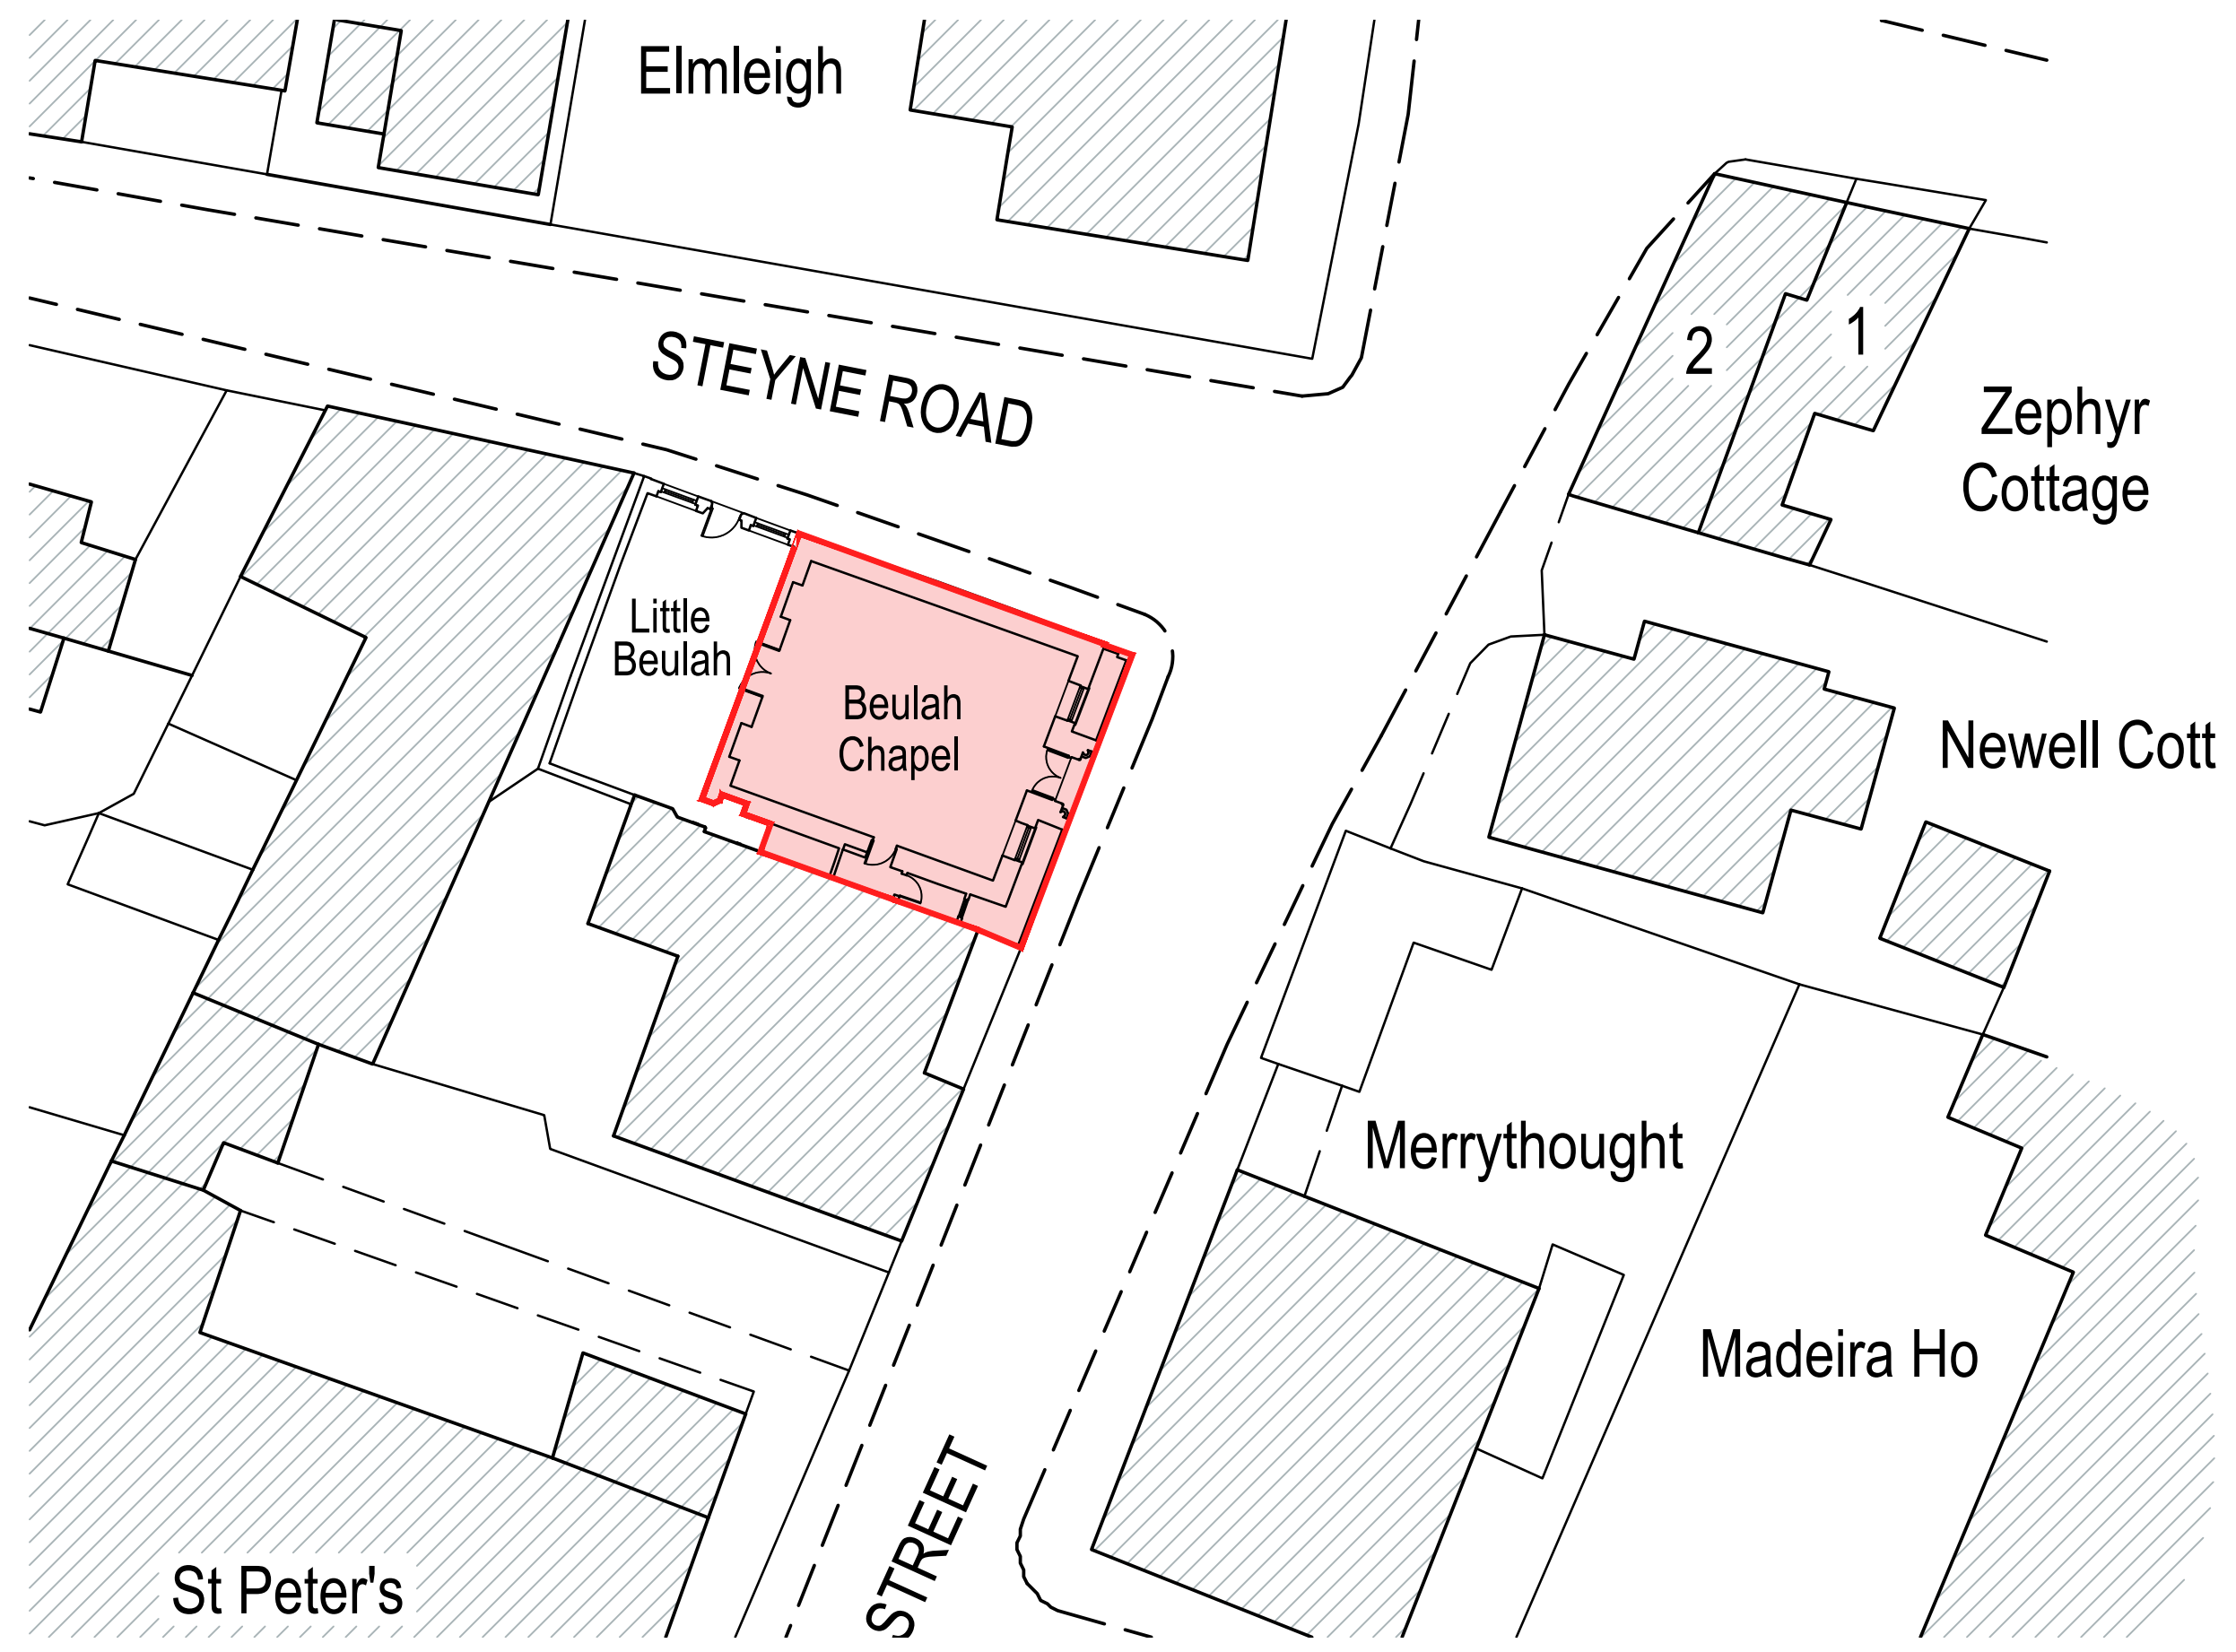 Elmleigh
STEYNE ROAD
2
1
Zephyr
Cottage
Little
Beulah
Beulah
Chapel
Newell Cott
Merrythought
Madeira Ho
STREET
St Peter's